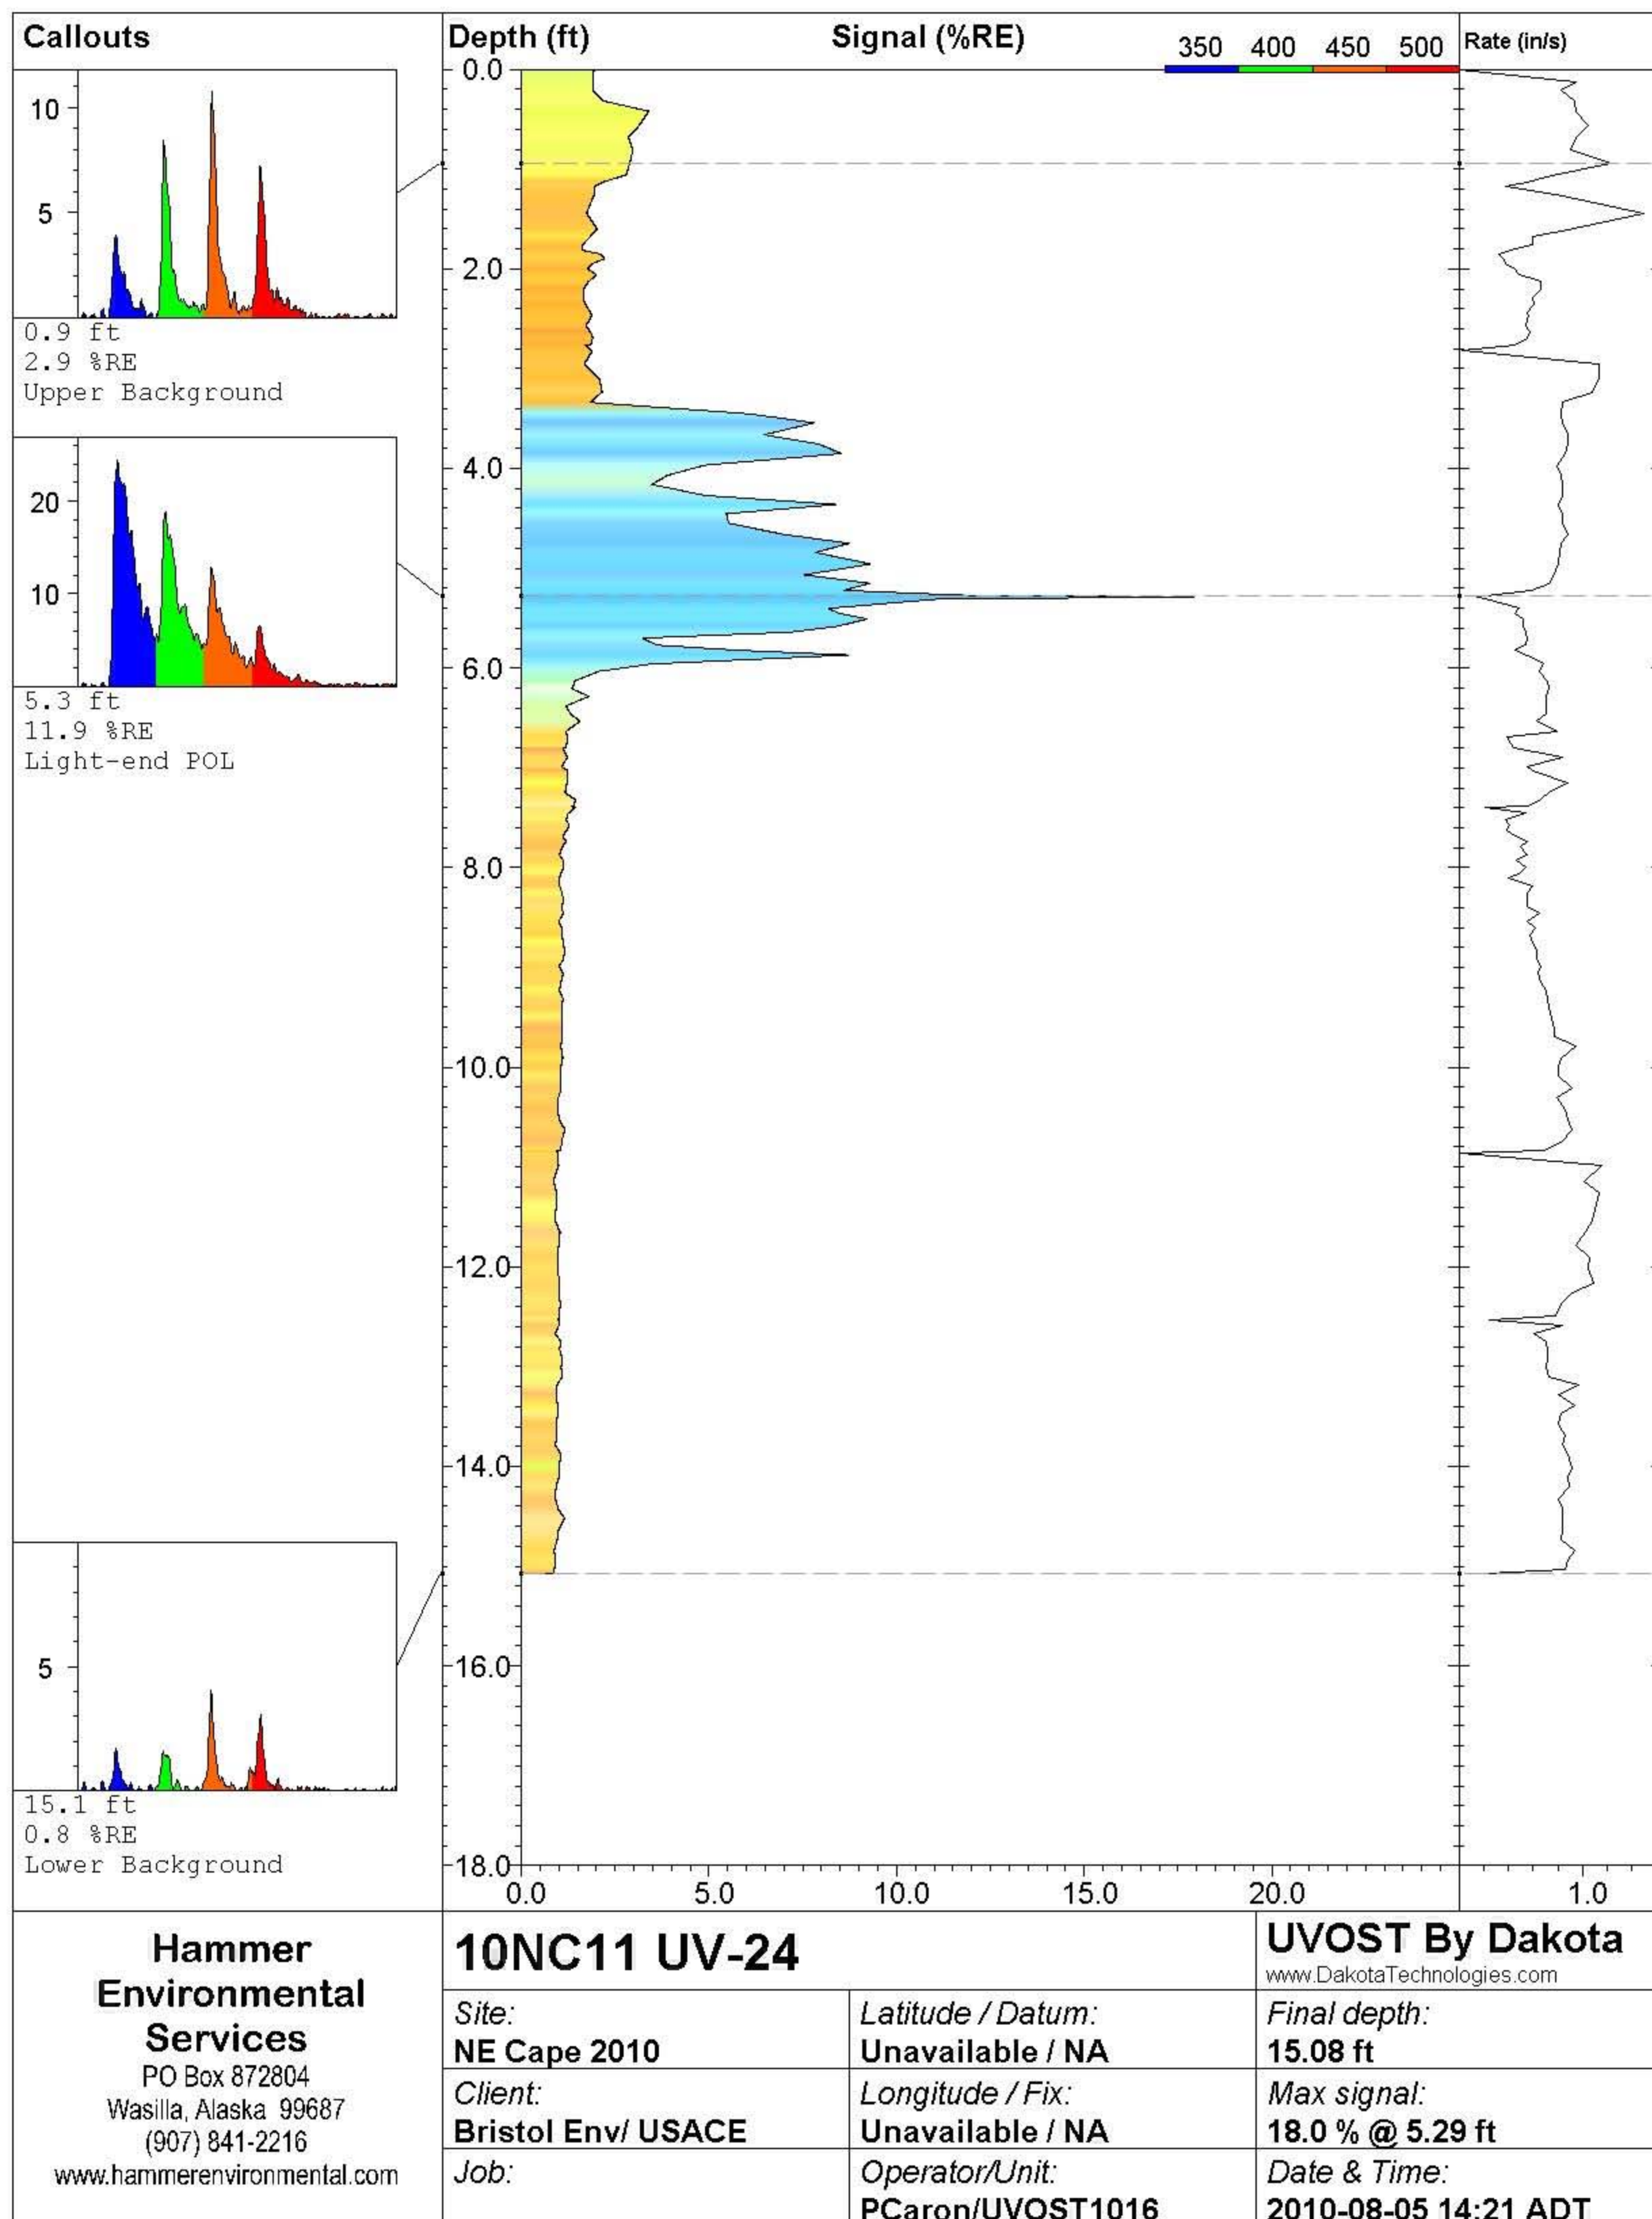 Callouts
Depth (ft)
Signal (%RE)
350 400 450 500
Rate (in/s)
10
5
0.9 ft
2.9 %RE
Upper Background
20
10
5.3 ft
11.9 %RE
Light-end POL
5
15.1 ft
0.8 %RE
Lower Background
0.0
2.0
4.0
6.0
8.0
10.0
12.0
14.0
16.0
18.0
0.0 5.0 10.0 15.0 20.0
1.0
Hammer
Environmental
Services
PO Box 872804
Wasilla, Alaska 99687
(907) 841-2216
www.hammerenvironmental.com
10NC11 UV-24
UVOST By Dakota
www.DakotaTechnologies.com
Site:
NE Cape 2010
Latitude / Datum:
Unavailable / NA
Final depth:
15.08 ft
Client:
Bristol Env/ USACE
Longitude / Fix:
Unavailable / NA
Max signal:
18.0 % @ 5.29 ft
Job:
Operator/Unit:
PCaron/UVOST1016
Date & Time:
2010-08-05 14:21 ADT